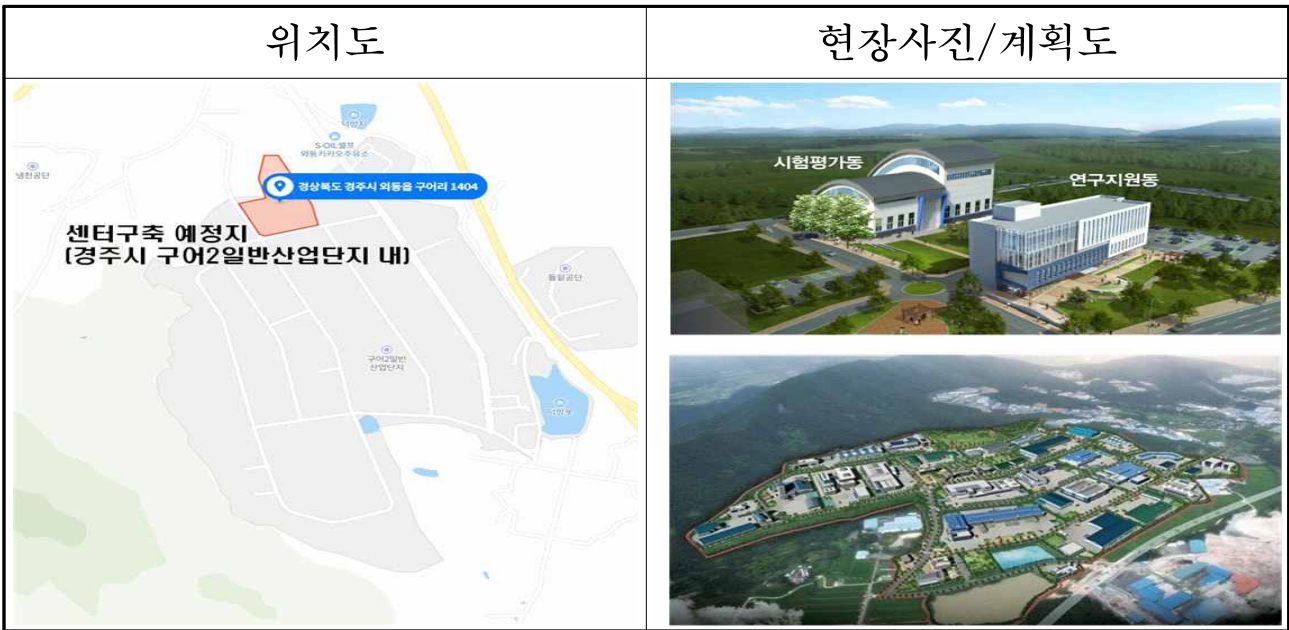 위치도
현장사진/계획도
S-OIL셀프
외동카카오주유소
냉천공단
경상북도 경주시 외동읍 구어리 1404
센터구축 예정지
(경주시 구어2일반산업단지 내)
구어2일반
산업단지
시험평가동
연구지원동